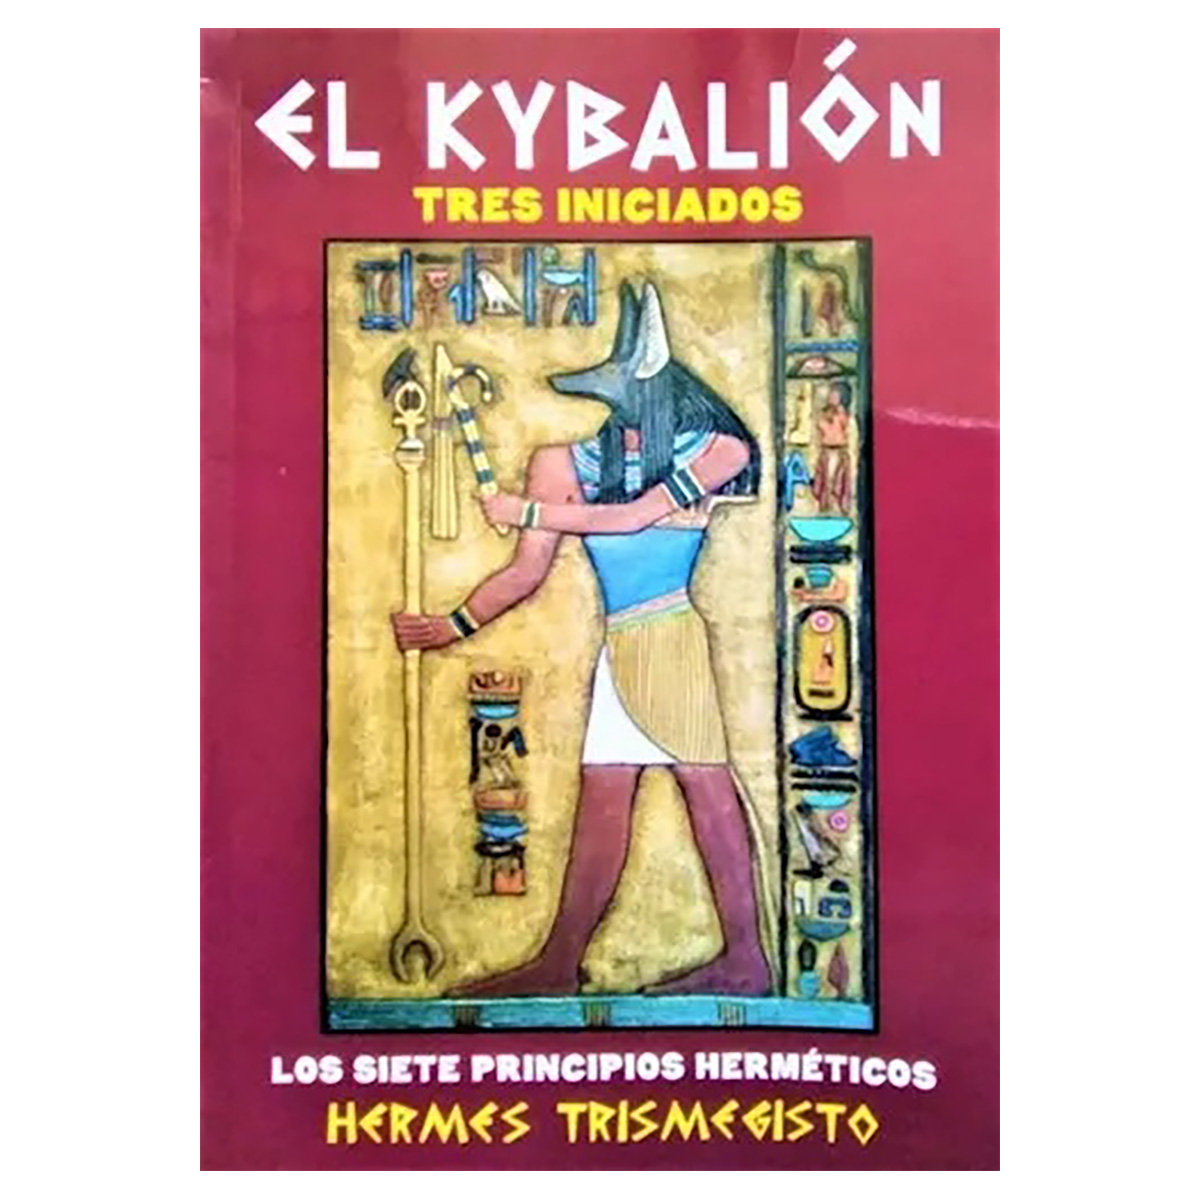 EL KYBALIÓN
TRES INICIADOS
LOS SIETE PRINCIPIOS HERMÉTICOS
HERMES TRISMEGISTO